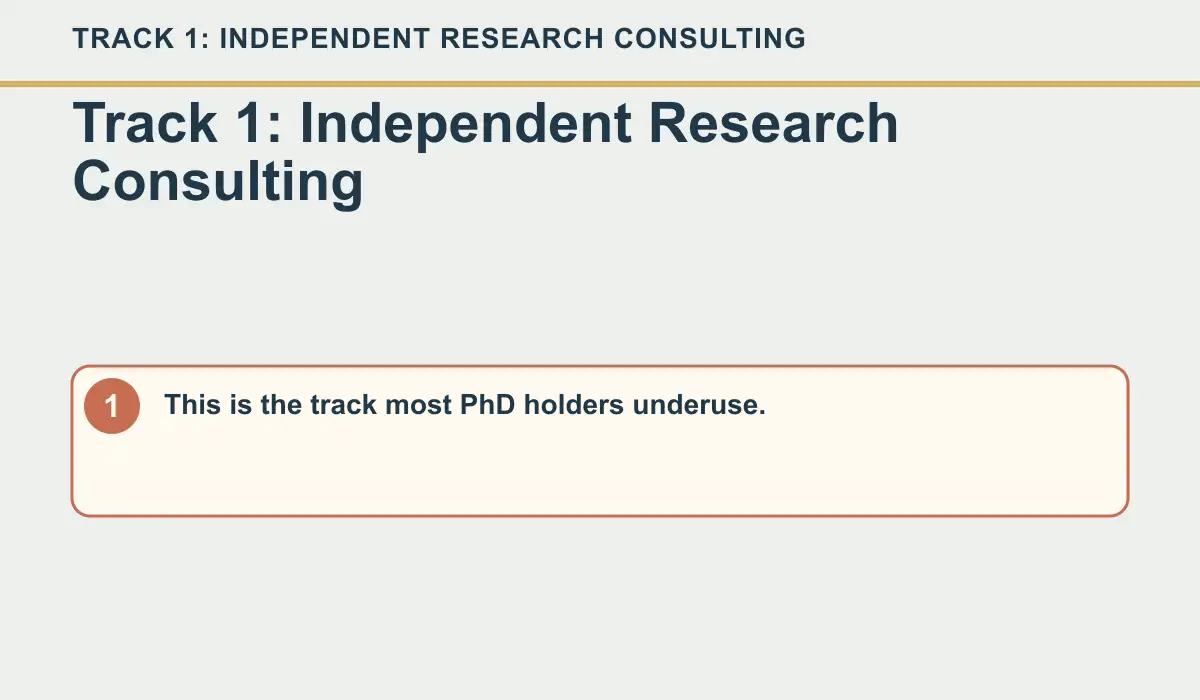 TRACK 1: INDEPENDENT RESEARCH CONSULTING
Track 1: Independent Research
Consulting
1
This is the track most PhD holders underuse.